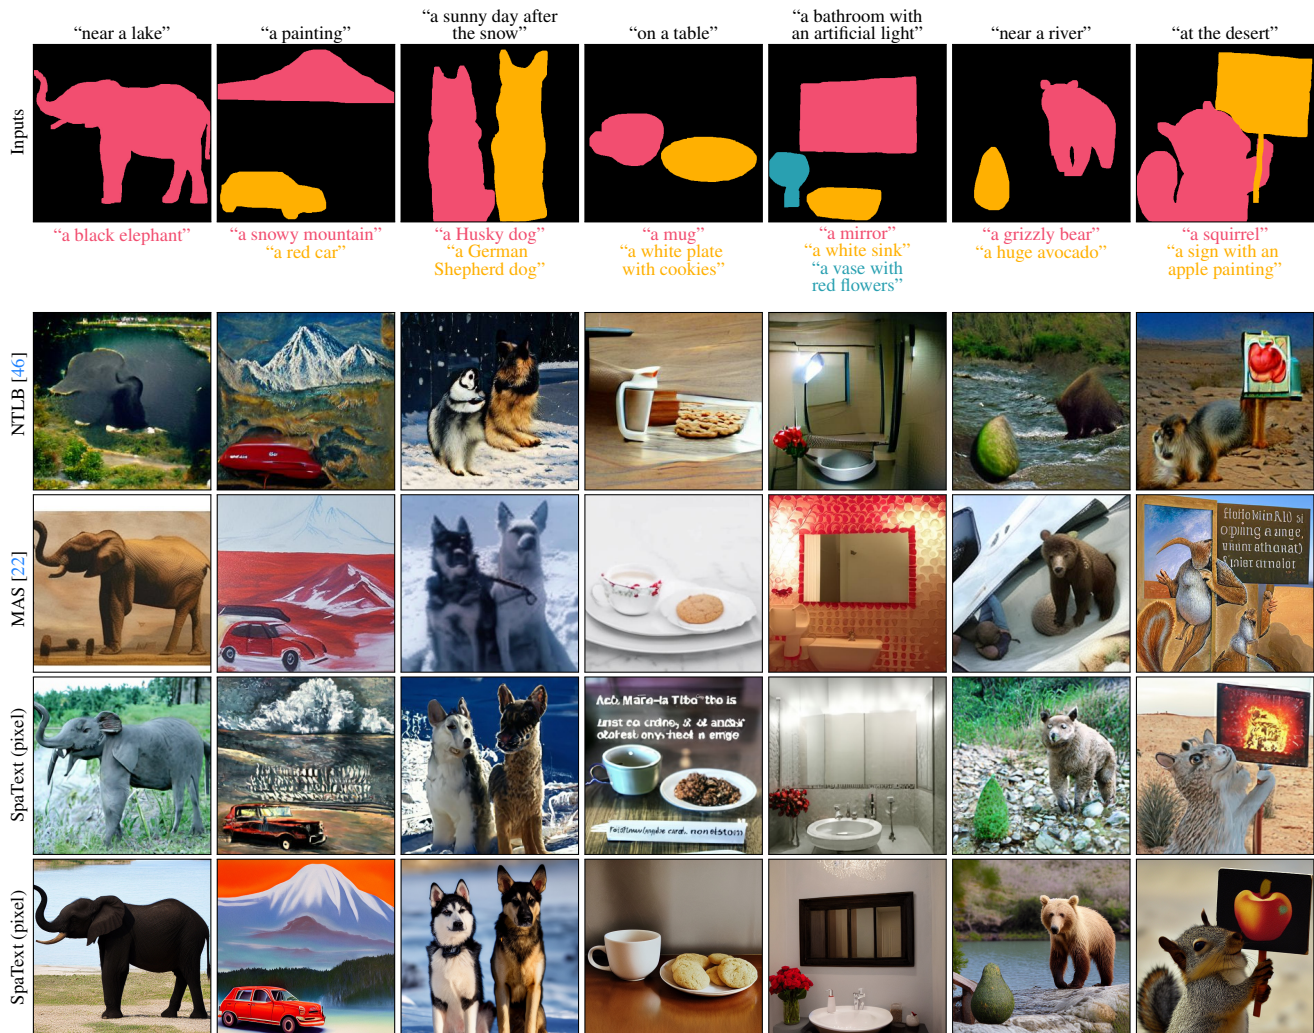 “near a lake”
“a painting”
“a sunny day after
the snow”
“on a table”
“a bathroom with
an artificial light”
“near a river”
“at the desert”
Inputs
“a black elephant”
“a snowy mountain”
“a red car”
“a Husky dog”
“a German
Shepherd dog”
“a mug”
“a white plate
with cookies”
“a mirror”
“a white sink”
“a vase with
red flowers”
“a grizzly bear”
“a huge avocado”
“a squirrel”
“a sign with an
apple painting”
NTLB [46]
MAS [22]
SpaText (pixel)
SpaText (pixel)